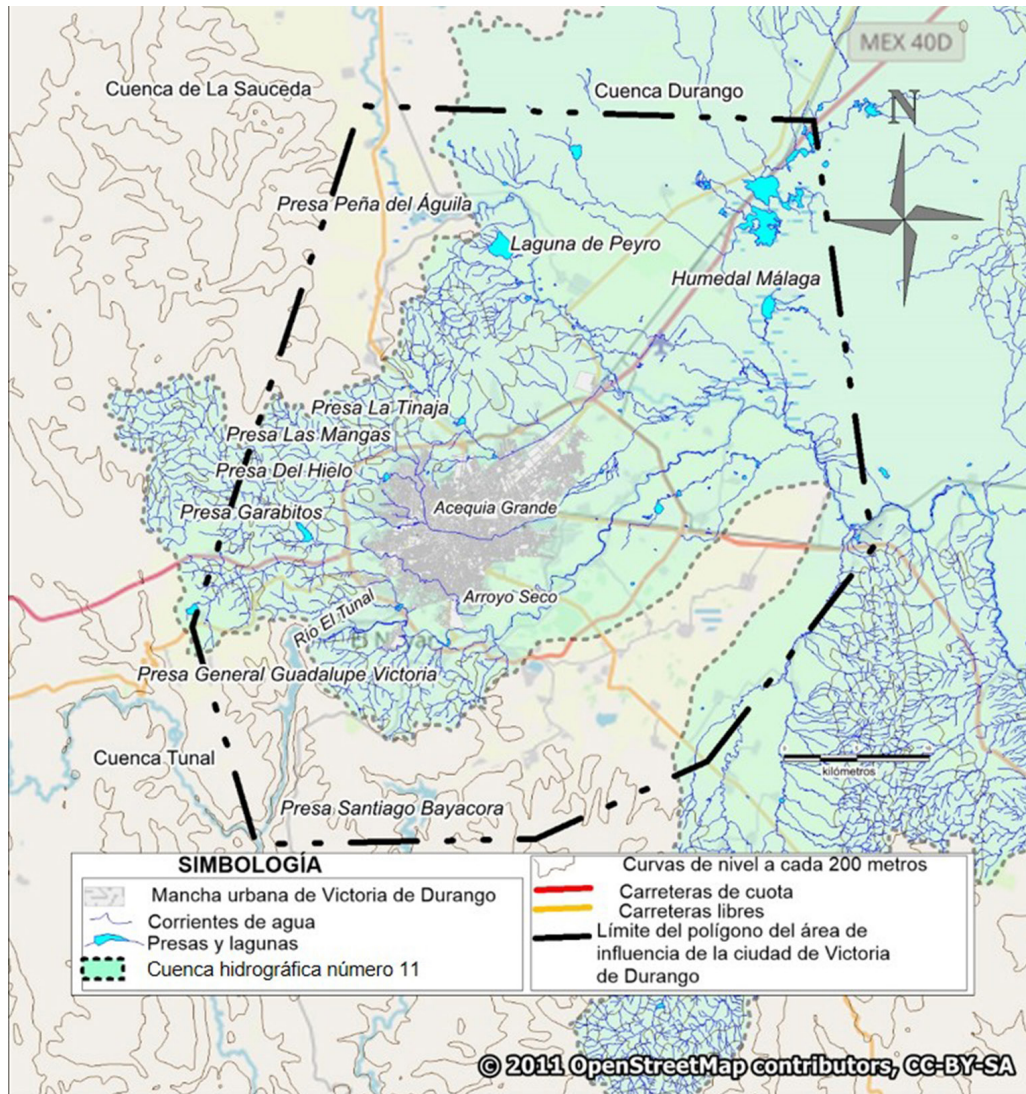 MEX 40D
Cuenca de La Sauceda
Cuenca Durango
N
Presa Peña del Águila
Laguna de Peyro
Humedal Málaga
Presa La Tinaja
Presa Las Mangas
Presa Del Hielo
Presa Garabitos
Acequia Grande
Arroyo Seco
Río El Tunal
Presa General Guadalupe Victoria
Cuenca Tunal
kilómetros
Presa Santiago Bayacora
SIMBOLOGÍA
Mancha urbana de Victoria de Durango
Corrientes de agua
Presas y lagunas
Cuenca hidrográfica número 11
Curvas de nivel a cada 200 metros
Carreteras de cuota
Carreteras libres
Límite del polígono del área de
influencia de la ciudad de Victoria
de Durango
© 2011 OpenStreetMap contributors, CC-BY-SA